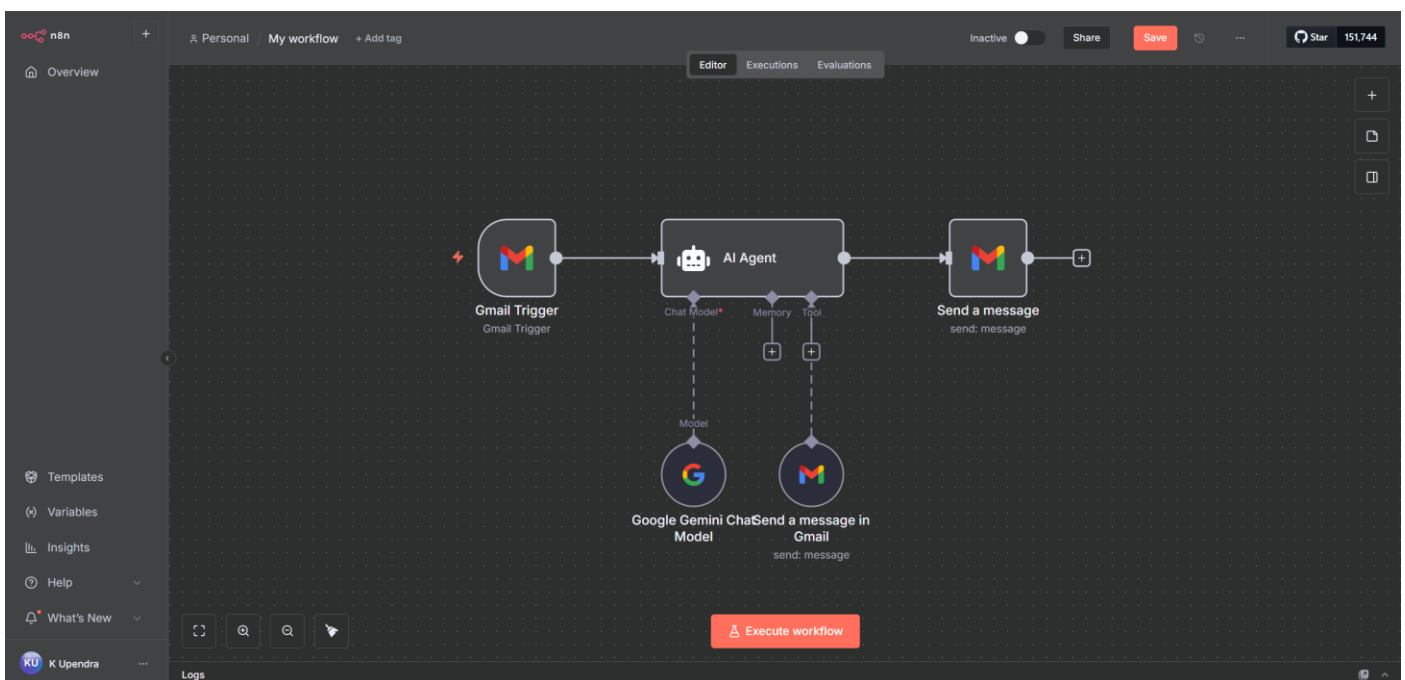 n8n
+
Personal / My workflow + Add tag
Inactive
Share
Save
...
Star 151,744
Overview
Editor Executions Evaluations
+
AI Agent
+
Gmail Trigger
Gmail Trigger
Chat Model* Memory Tool
Send a message
send: message
+ +
Model
Google Gemini Chat Model
Send a message in Gmail
send: message
Templates
(x) Variables
Insights
? Help
What's New
Execute workflow
KU K Upendra ...
Logs